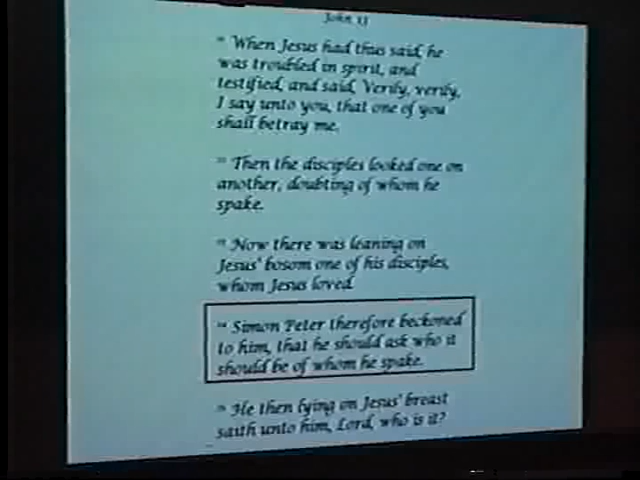 John 13
21 When Jesus had thus said, he
was troubled in spirit, and
testified, and said, Verily, verily,
I say unto you, that one of you
shall betray me.
22 Then the disciples looked one on
another, doubting of whom he
spake.
23 Now there was leaning on
Jesus' bosom one of his disciples,
whom Jesus loved.
24 Simon Peter therefore beckoned
to him, that he should ask who it
should be of whom he spake.
25 He then lying on Jesus' breast
saith unto him, Lord, who is it?